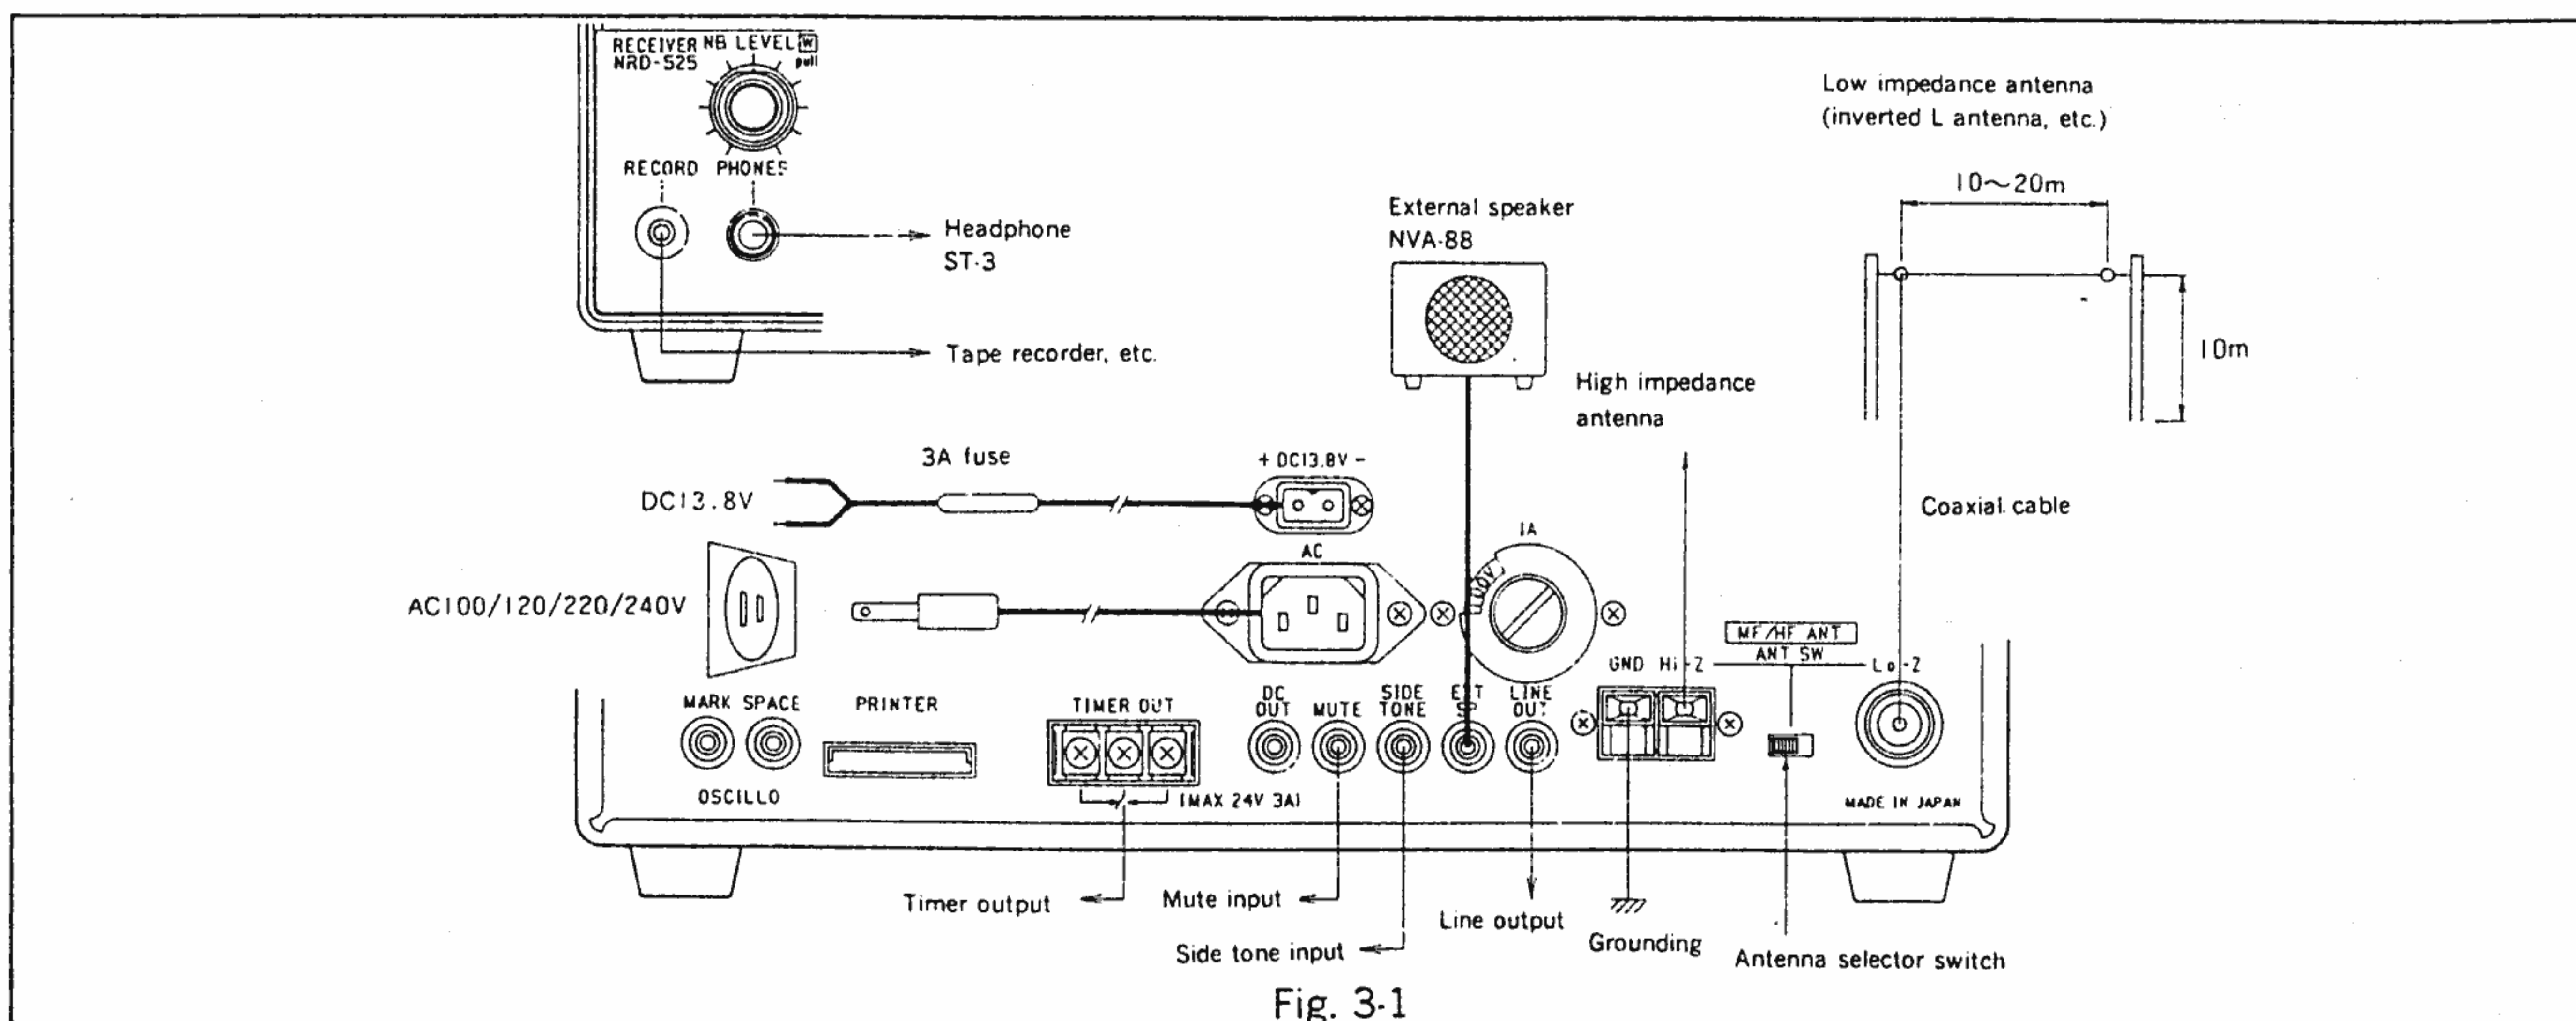 RECEIVER NB LEVEL W
NRD-525 pull
RECORD PHONES
Headphone
ST-3
Tape recorder, etc.
Low impedance antenna
(inverted L antenna, etc.)
10~20m
10m
External speaker
NVA-88
High impedance
antenna
Coaxial cable
3A fuse
+ DC13.8V -
DC13.8V
AC
1A
AC100/120/220/240V
MF/HF ANT
ANT SW
GND Hi-Z Lo-Z
MARK SPACE
PRINTER
TIMER OUT
DC
OUT
MUTE
SIDE
TONE
EXT
SP
LINE
OUT
OSCILLO
(MAX 24V 3A)
MADE IN JAPAN
Timer output
Mute input
Side tone input
Line output
Grounding
Antenna selector switch
Fig. 3-1